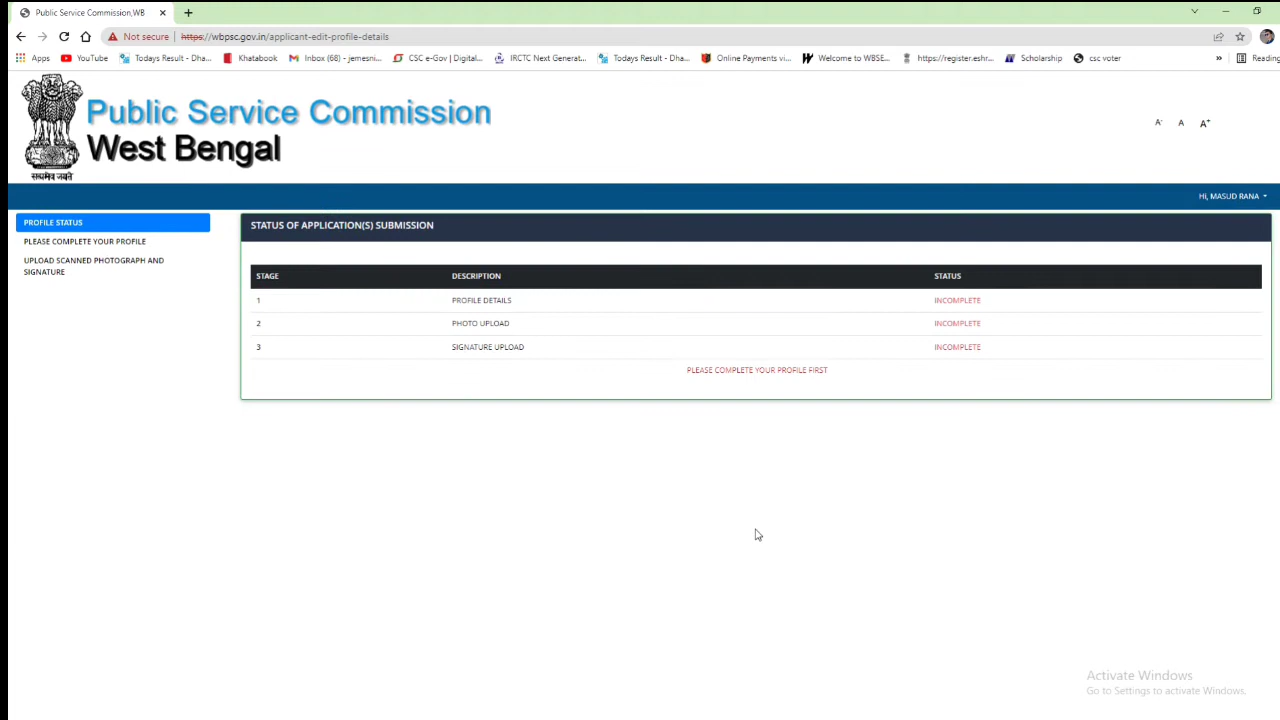 Public Service Commission,WB
Not secure https://wbpsc.gov.in/applicant-edit-profile-details
Apps YouTube Todays Result - Dha... Khatabook Inbox (68) - jemesni... CSC e-Gov | Digital... IRCTC Next Generat... Todays Result - Dha... Online Payments vi... Welcome to WBSE... https://register.eshr... Scholarship csc voter » Reading
Public Service Commission
West Bengal
सत्यमेव जयते
A- A A+
Hi, MASUD RANA
PROFILE STATUS
PLEASE COMPLETE YOUR PROFILE
UPLOAD SCANNED PHOTOGRAPH AND
SIGNATURE
STATUS OF APPLICATION(S) SUBMISSION
STAGE DESCRIPTION STATUS
1 PROFILE DETAILS INCOMPLETE
2 PHOTO UPLOAD INCOMPLETE
3 SIGNATURE UPLOAD INCOMPLETE
PLEASE COMPLETE YOUR PROFILE FIRST
Activate Windows
Go to Settings to activate Windows.